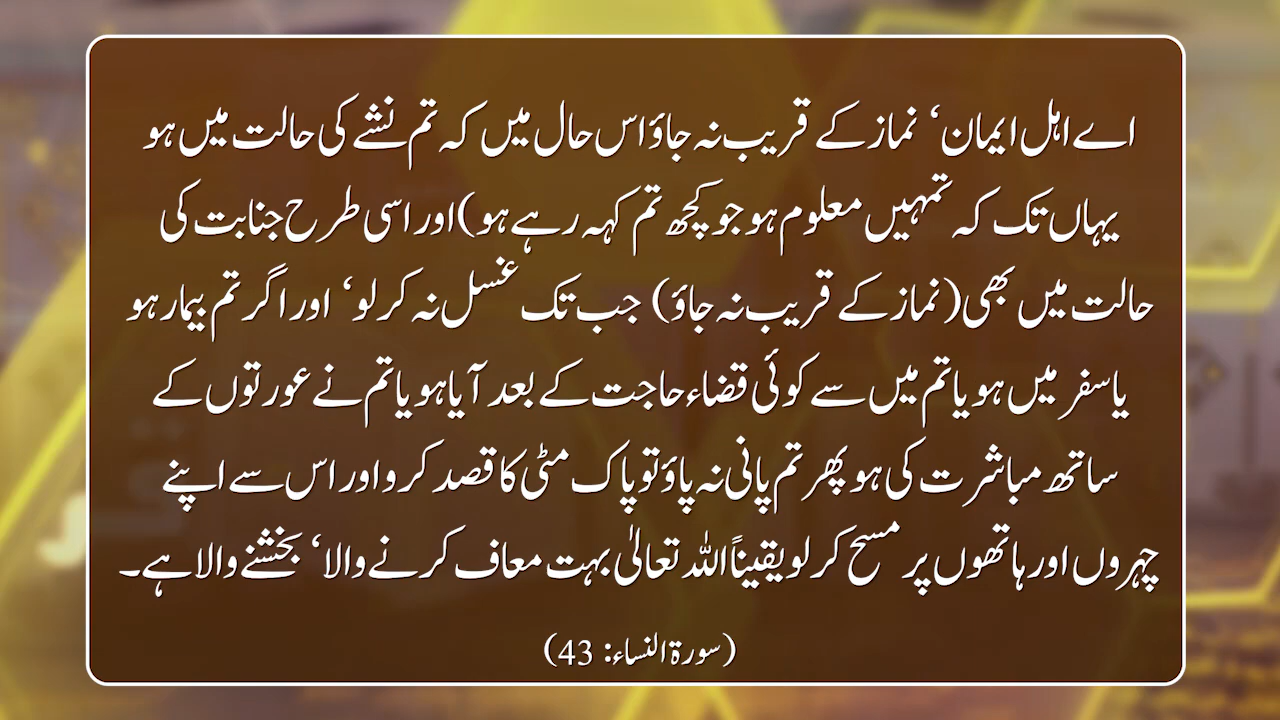 اے اہل ایمان‘ نماز کے قریب نہ جاؤ اس حال میں کہ تم نشے کی حالت میں ہو
یہاں تک کہ تمہیں معلوم ہو جو کچھ تم کہہ رہے ہو)اور اسی طرح جنابت کی
حالت میں بھی(نماز کے قریب نہ جاؤ) جب تک غسل نہ کر لو‘ اور اگر تم بیمار ہو
یا سفر میں ہو یا تم میں سے کوئی قضاء حاجت کے بعد آیا ہو یا تم نے عورتوں کے
ساتھ مباشرت کی ہو پھر تم پانی نہ پاؤ تو پاک مٹی کا قصد کرو اور اس سے اپنے
چہروں اور ہاتھوں پر مسح کر لو یقیناً اللہ تعالیٰ بہت معاف کرنے والا‘ بخشنے والا ہے۔
(سورۃ النساء: 43)